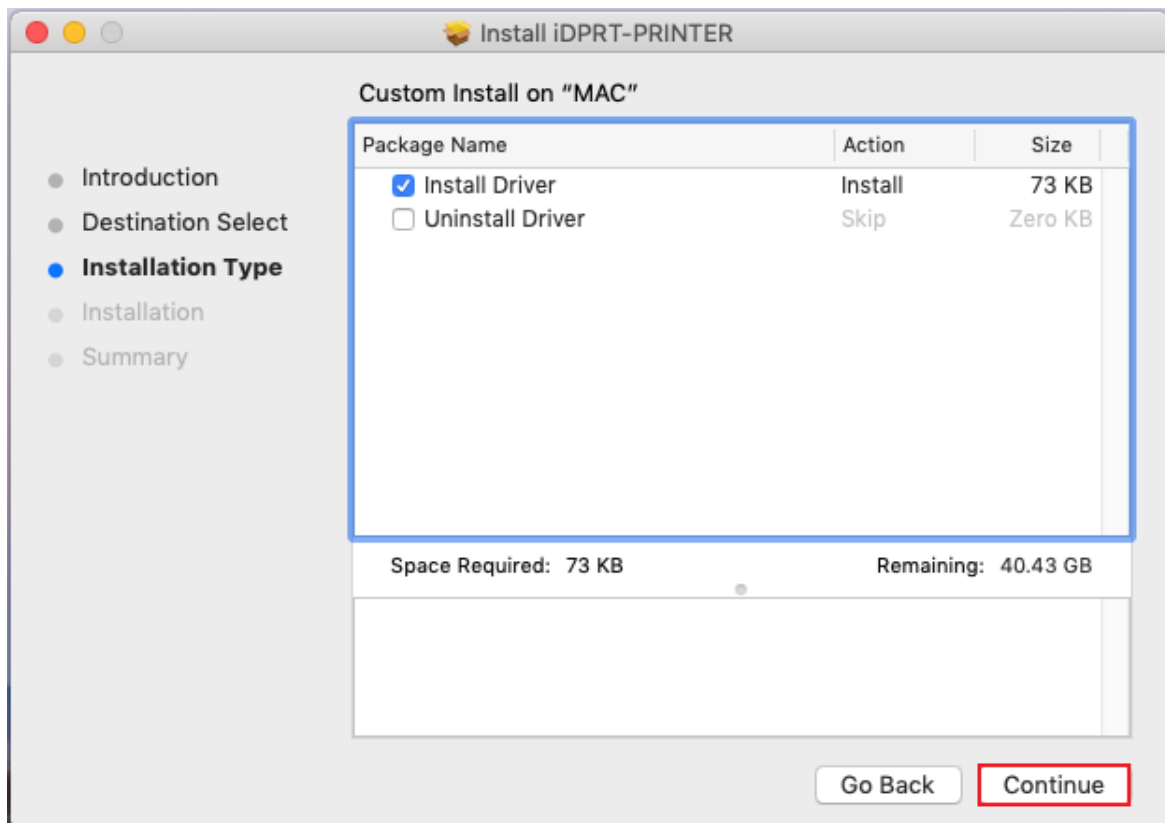 Install iDPRT-PRINTER
Custom Install on “MAC”
Introduction
Destination Select
Installation Type
Installation
Summary
Package Name Action Size
Install Driver Install 73 KB
Uninstall Driver Skip Zero KB
Space Required: 73 KB Remaining: 40.43 GB
Go Back Continue